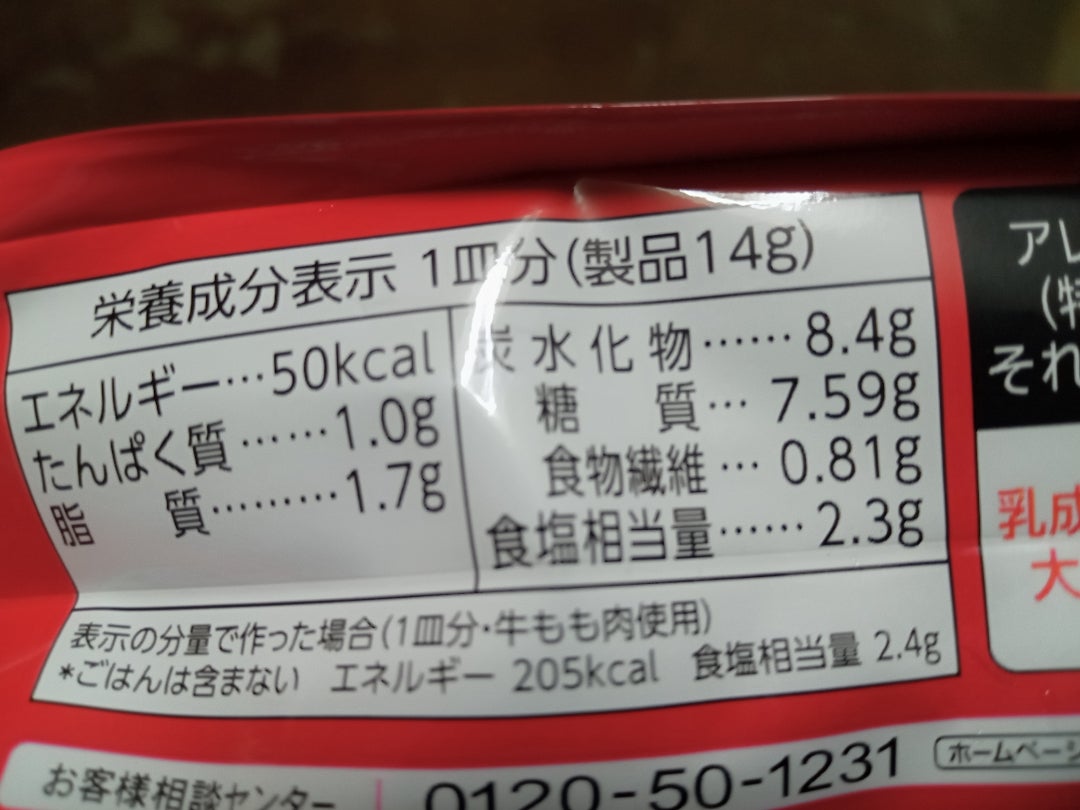 栄養成分表示 1皿分(製品14g)
エネルギー…50kcal
たんぱく質……1.0g
脂 質………1.7g
炭水化物……8.4g
糖 質…7.59g
食物繊維…0.81g
食塩相当量……2.3g
表示の分量で作った場合(1皿分・牛もも肉使用)
*ごはんは含まない エネルギー 205kcal 食塩相当量 2.4g
アレ
(特
それ
乳成
大
お客様相談センター 0120-50-1231 ホームページ